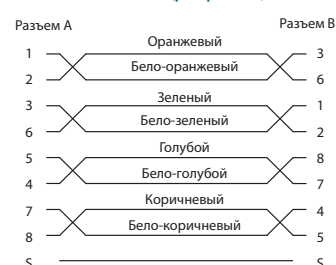 Разъем А Разъем В
Оранжевый
1 3
Бело-оранжевый
2 6
Зеленый
3 1
Бело-зеленый
6 2
Голубой
5 8
Бело-голубой
4 7
Коричневый
7 4
Бело-коричневый
8 5
S S